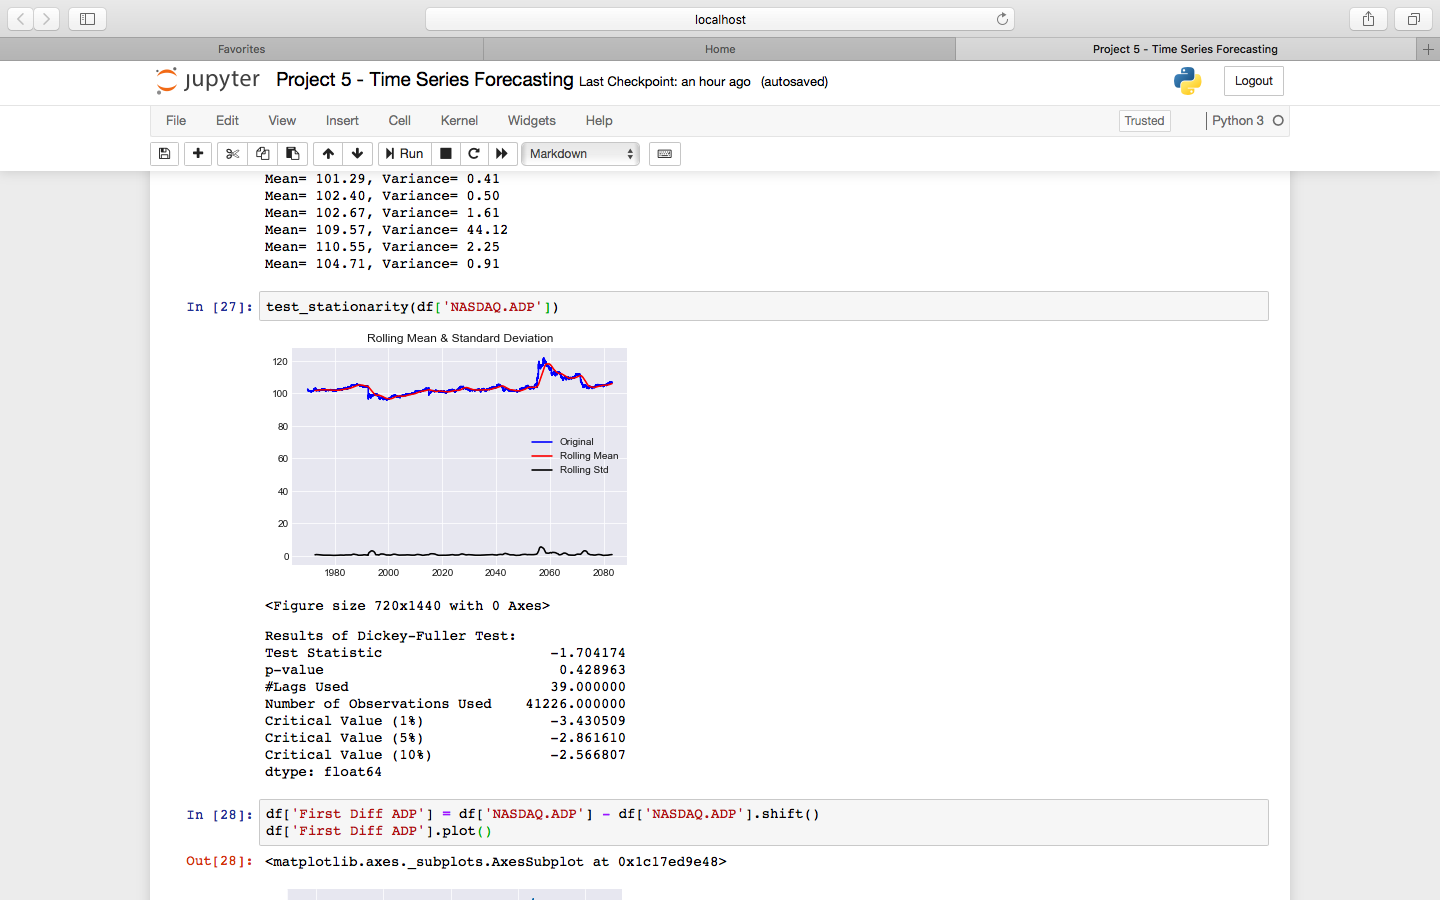 localhost
Favorites
Home
Project 5 - Time Series Forecasting
jupyter Project 5 - Time Series Forecasting Last Checkpoint: an hour ago (autosaved)
Logout
File Edit View Insert Cell Kernel Widgets Help
Trusted
Python 3
Run
Markdown
Mean= 101.29, Variance= 0.41
Mean= 102.40, Variance= 0.50
Mean= 102.67, Variance= 1.61
Mean= 109.57, Variance= 44.12
Mean= 110.55, Variance= 2.25
Mean= 104.71, Variance= 0.91
In [27]: test_stationarity(df['NASDAQ.ADP'])
Rolling Mean & Standard Deviation
120
100
80
60
40
20
0
Original
Rolling Mean
Rolling Std
1980 2000 2020 2040 2060 2080
<Figure size 720x1440 with 0 Axes>
Results of Dickey-Fuller Test:
Test Statistic -1.704174
p-value 0.428963
#Lags Used 39.000000
Number of Observations Used 41226.000000
Critical Value (1%) -3.430509
Critical Value (5%) -2.861610
Critical Value (10%) -2.566807
dtype: float64
In [28]: df['First Diff ADP'] = df['NASDAQ.ADP'] - df['NASDAQ.ADP'].shift()
df['First Diff ADP'].plot()
Out[28]: <matplotlib.axes._subplots.AxesSubplot at 0x1c17ed9e48>